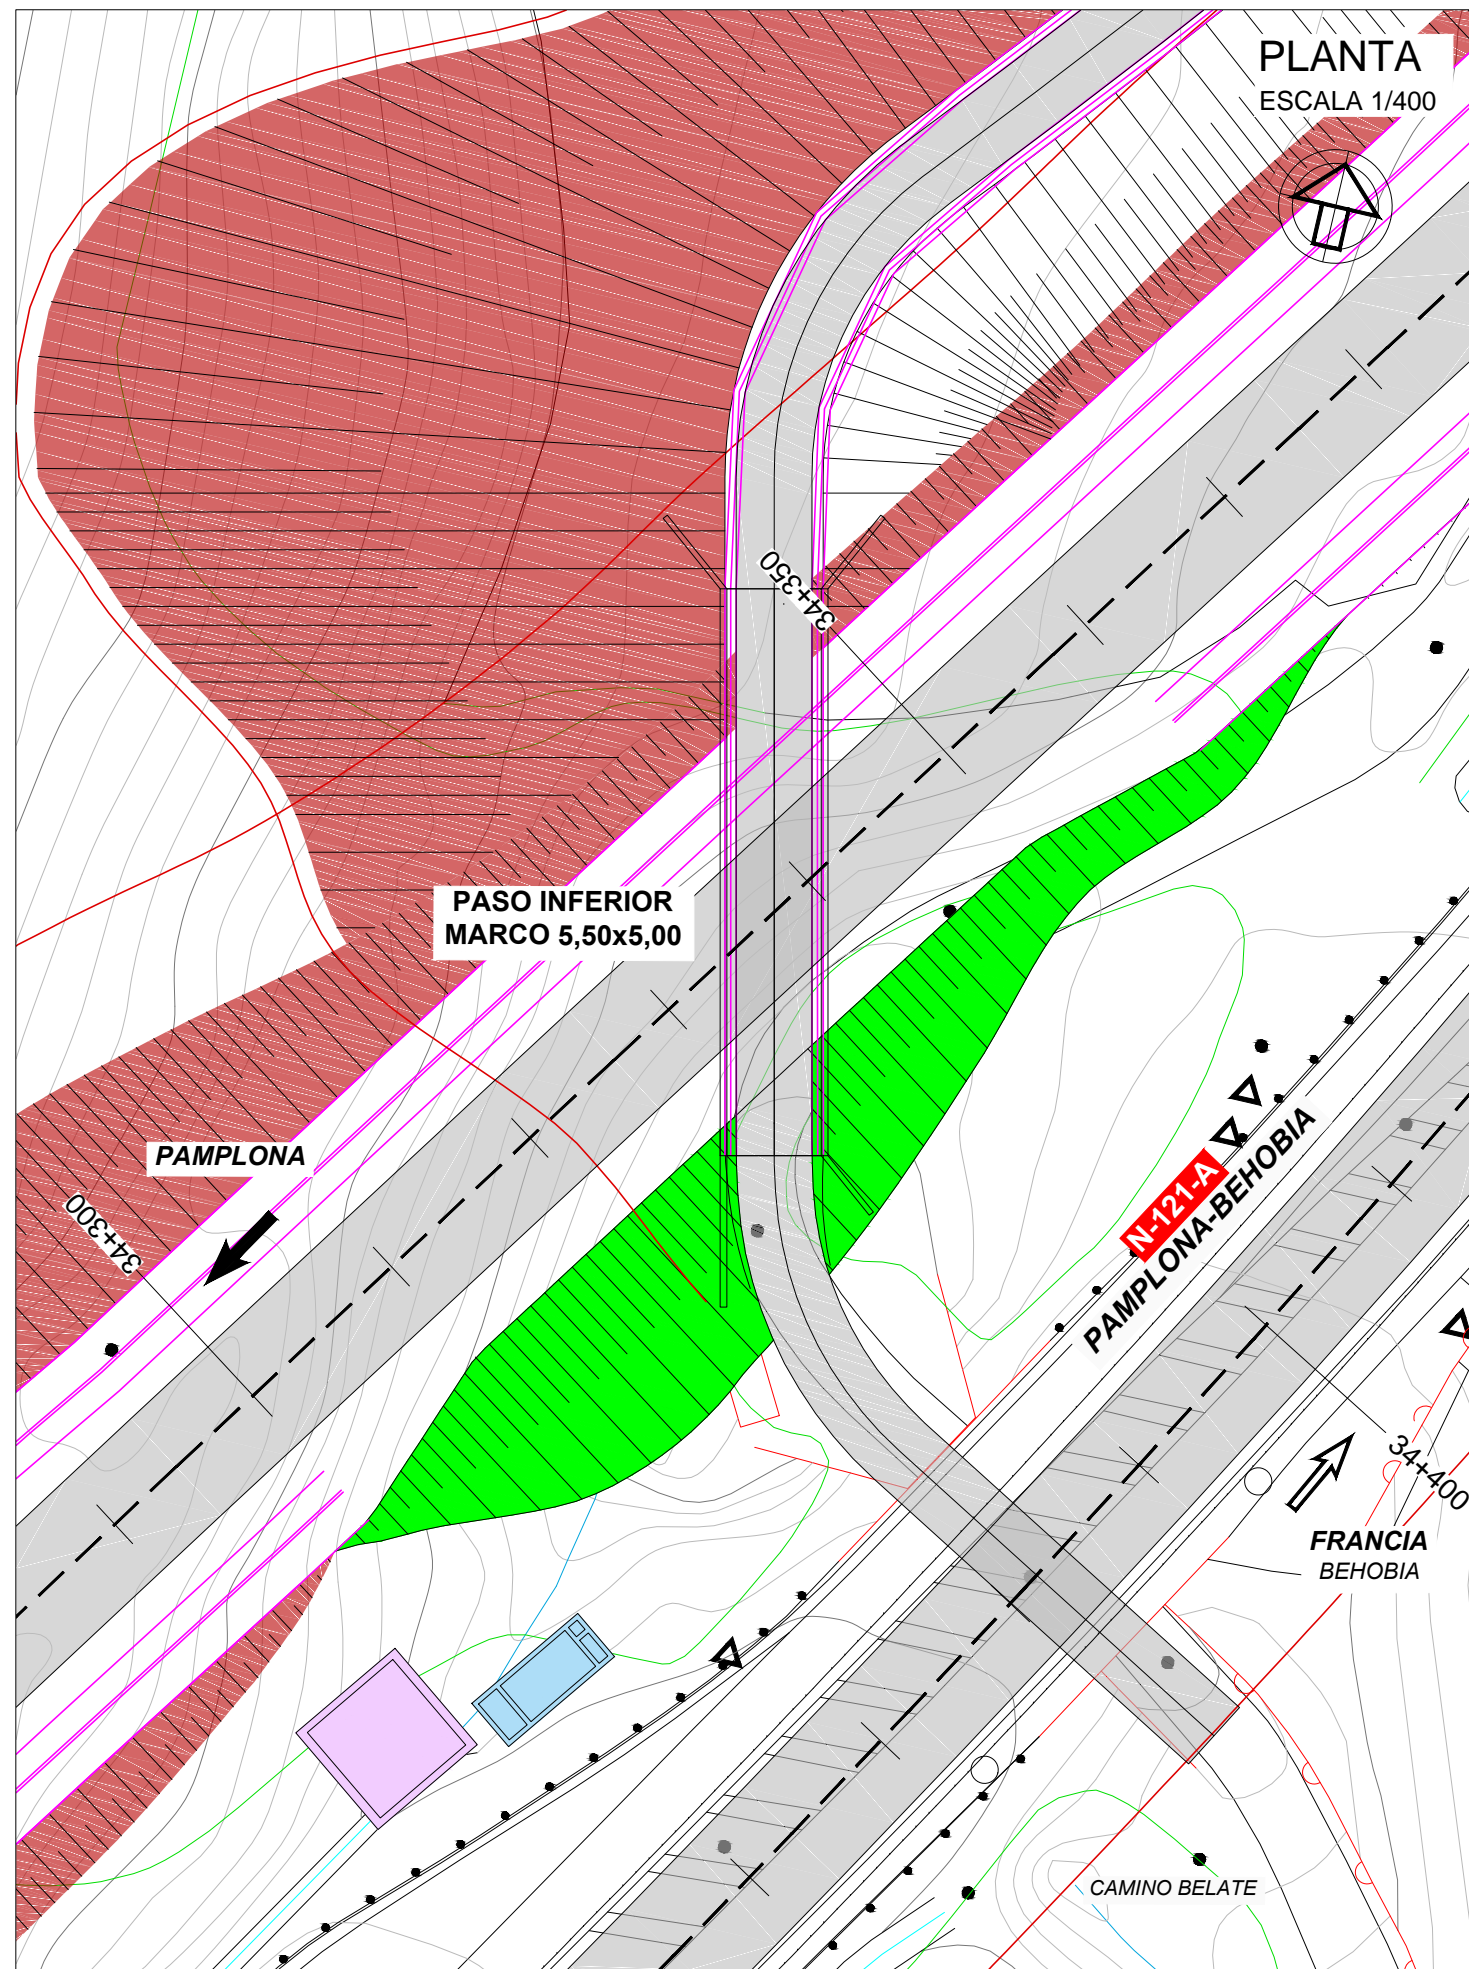 PLANTA
ESCALA 1/400
34+350
PASO INFERIOR
MARCO 5,50x5,00
PAMPLONA
34+300
N-121-A
PAMPLONA-BEHOBIA
34+400
FRANCIA
BEHOBIA
CAMINO BELATE